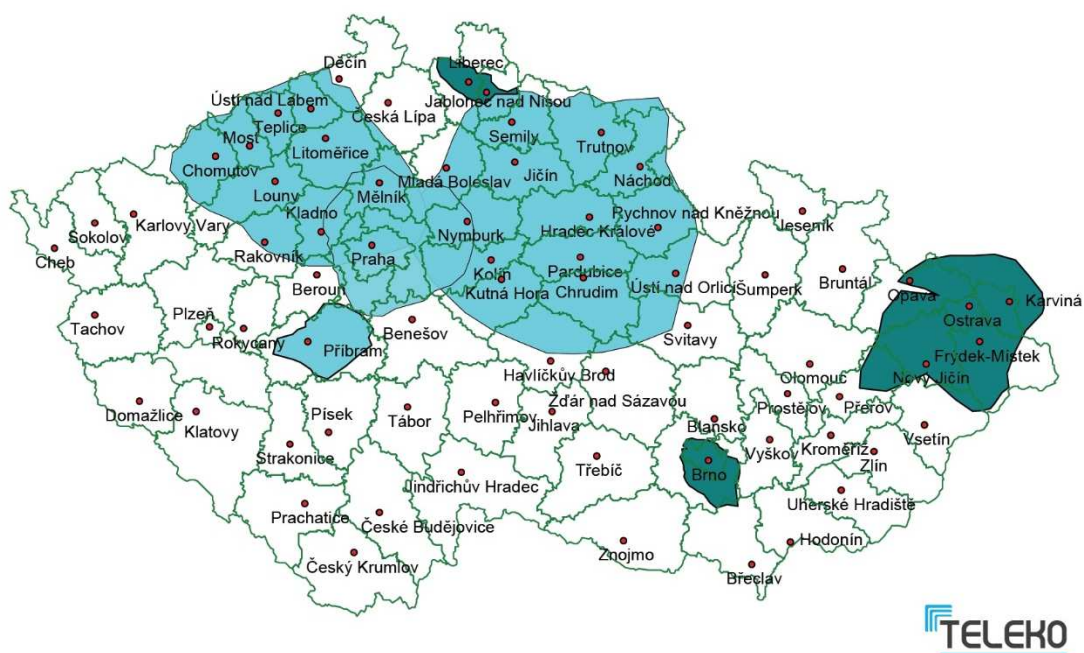 Děčín
Liberec
Ústí nad Labem
Jablonec nad Nisou
Teplice
Česká Lípa
Most
Litoměřice
Semily
Trutnov
Chomutov
Jičín
Náchod
Mladá Boleslav
Louny
Mělník
Kladno
Rychnov nad Kněžnou
Karlovy Vary
Sokolov
Nymburk
Hradec Králové
Jeseník
Cheb
Rakovník
Praha
Kolín
Pardubice
Beroun
Kutná Hora
Chrudim
Ústí nad Orlicí
Šumperk
Bruntál
Opava
Karviná
Tachov
Plzeň
Ostrava
Rokycany
Benešov
Příbram
Svitavy
Frýdek-Místek
Havlíčkův Brod
Olomouc
Nový Jičín
Domažlice
Klatovy
Písek
Tábor
Pelhřimov
Žďár nad Sázavou
Prostějov
Přerov
Jihlava
Blansko
Vsetín
Strakonice
Vyškov
Kroměříž
Zlín
Třebíč
Brno
Jindřichův Hradec
Uherské Hradiště
Prachatice
České Budějovice
Hodonín
Znojmo
Český Krumlov
Břeclav
TELEKO